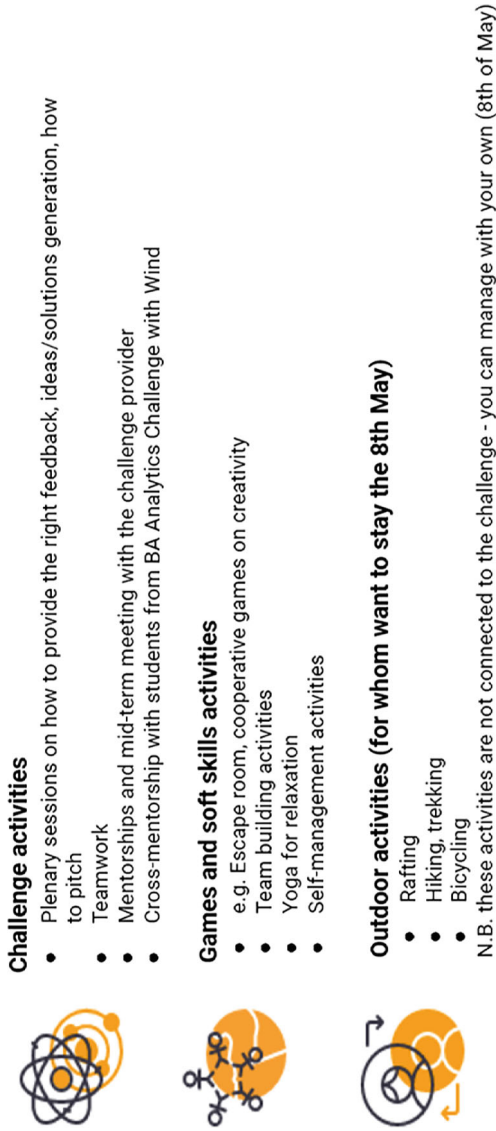 Challenge activities
• Plenary sessions on how to provide the right feedback, ideas/solutions generation, how
to pitch
• Teamwork
• Mentorships and mid-term meeting with the challenge provider
• Cross-mentorship with students from BA Analytics Challenge with Wind
Games and soft skills activities
• e.g. Escape room, cooperative games on creativity
• Team building activities
• Yoga for relaxation
• Self-management activities
Outdoor activities (for whom want to stay the 8th May)
• Rafting
• Hiking, trekking
• Bicycling
N.B. these activities are not connected to the challenge - you can manage with your own (8th of May)